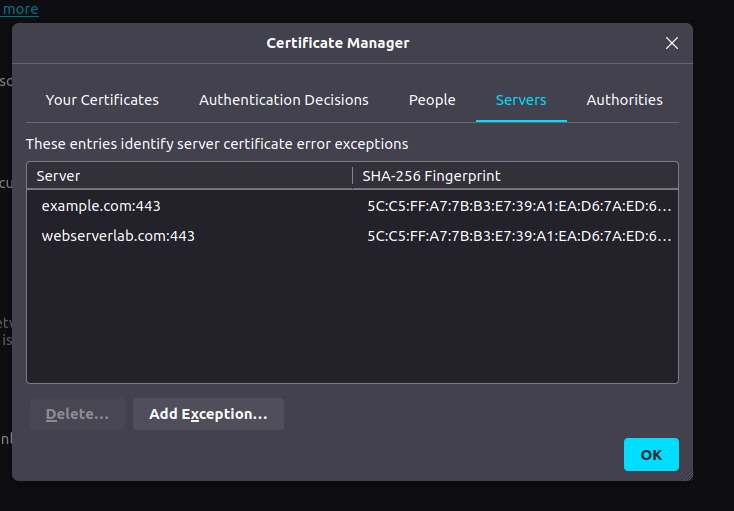 more
Certificate Manager
Your Certificates Authentication Decisions People Servers Authorities
These entries identify server certificate error exceptions
Server SHA-256 Fingerprint
example.com:443 5C:C5:FF:A7:7B:B3:E7:39:A1:EA:D6:7A:ED:6...
webserverlab.com:443 5C:C5:FF:A7:7B:B3:E7:39:A1:EA:D6:7A:ED:6...
is
Delete... Add Exception...
OK